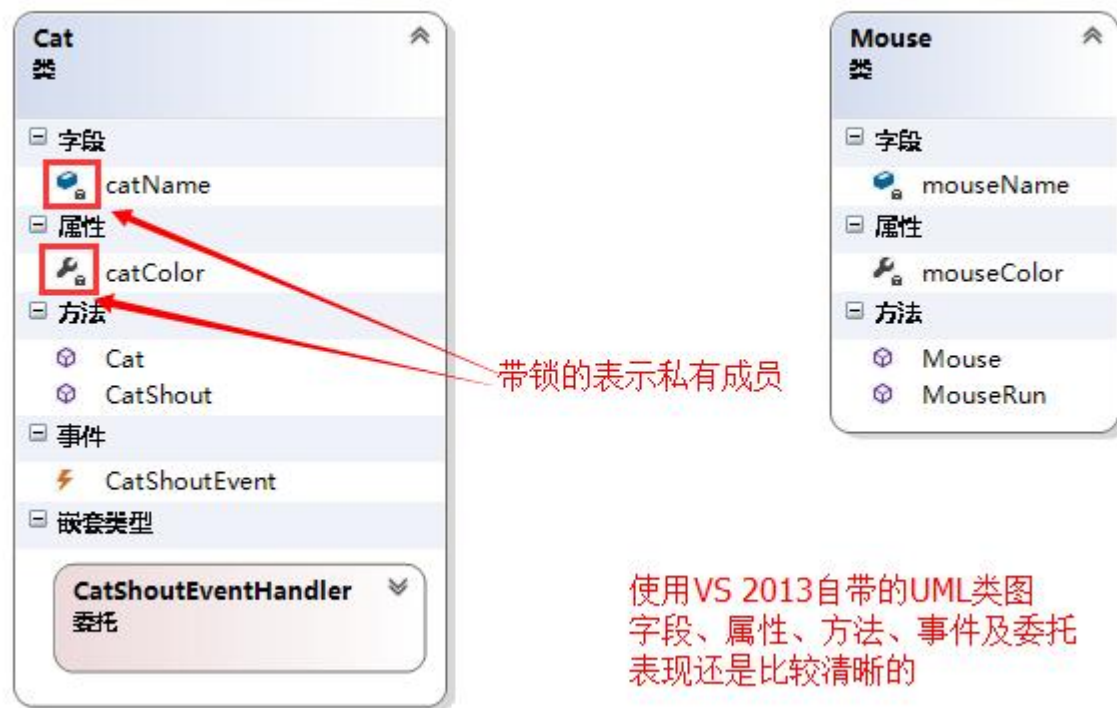 Cat
类
字段
catName
属性
catColor
方法
Cat
CatShout
事件
CatShoutEvent
嵌套类型
CatShoutEventHandler
委托
Mouse
类
字段
mouseName
属性
mouseColor
方法
Mouse
MouseRun
带锁的表示私有成员
使用VS 2013自带的UML类图
字段、属性、方法、事件及委托
表现还是比较清晰的